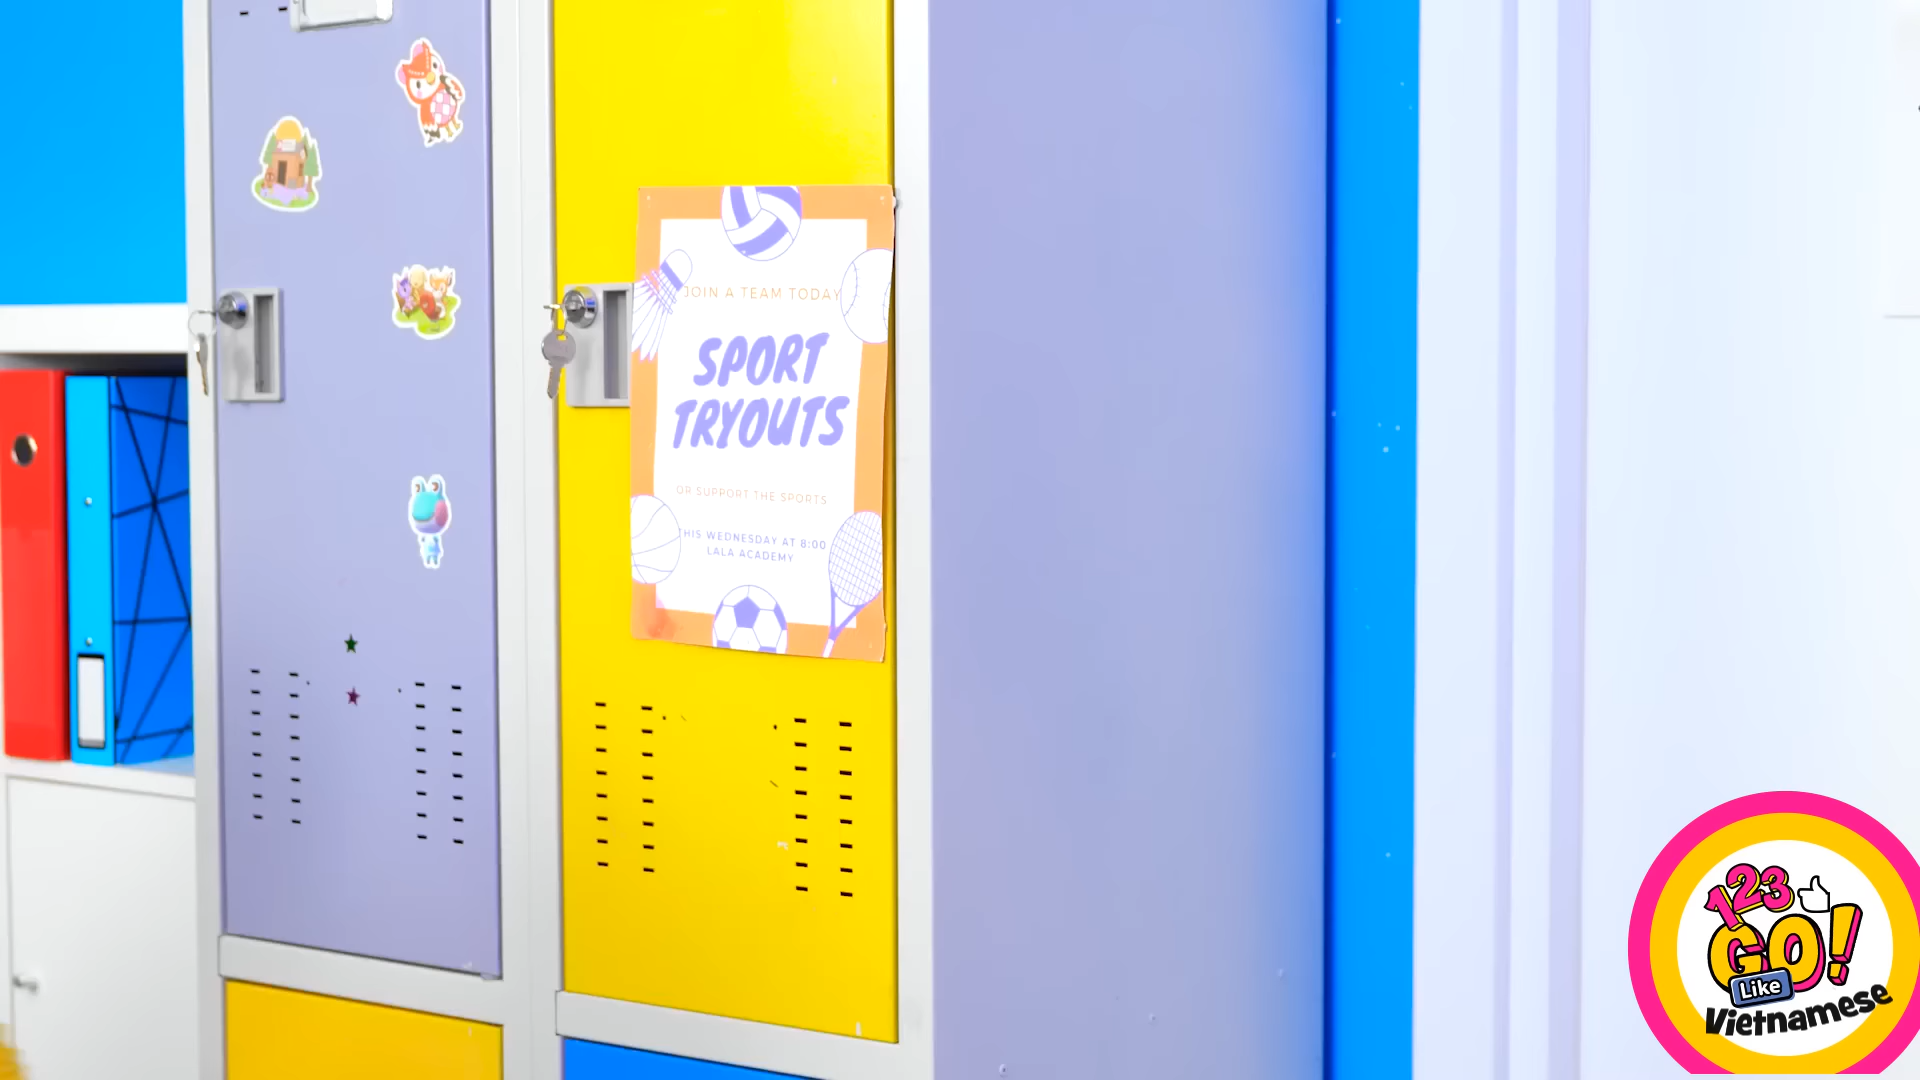 JOIN A TEAM TODAY
SPORT
TRYOUTS
OR SUPPORT THE SPORTS
THIS WEDNESDAY AT 8:00
LALA ACADEMY
123
GO!
Like
Vietnamese